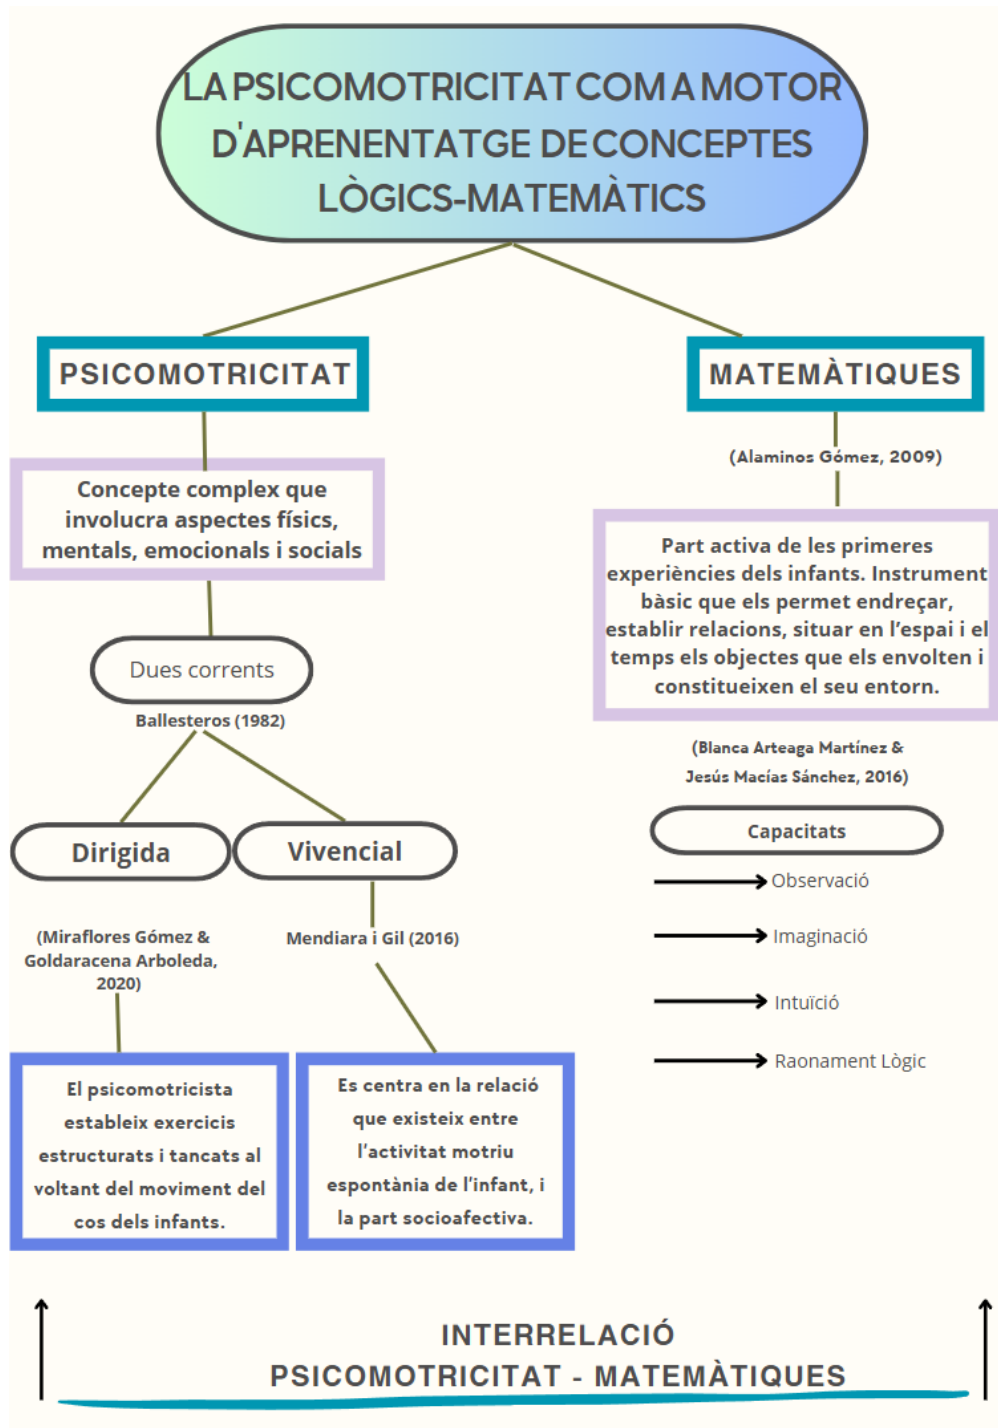 LA PSICOMOTRICITAT COM A MOTOR
D'APRENENTATGE DE CONCEPTES
LÒGICS-MATEMÀTICS
PSICOMOTRICITAT
Concepte complex que
involucra aspectes físics,
mentals, emocionals i socials
Dues corrents
Ballesteros (1982)
Dirigida
Vivencial
(Miraflores Gómez &
Goldaracena Arboleda,
2020)
Mendiara i Gil (2016)
El psicomotricista
estableix exercicis
estructurats i tancats al
voltant del moviment del
cos dels infants.
Es centra en la relació
que existeix entre
l'activitat motriu
espontània de l'infant, i
la part socioafectiva.
MATEMÀTIQUES
(Alaminos Gómez, 2009)
Part activa de les primeres
experiències dels infants. Instrument
bàsic que els permet endreçar,
establir relacions, situar en l'espai i el
temps els objectes que els envolten i
constitueixen el seu entorn.
(Blanca Arteaga Martínez &
Jesús Macías Sánchez, 2016)
Capacitats
Observació
Imaginació
Intuïció
Raonament Lògic
INTERRELACIÓ
PSICOMOTRICITAT - MATEMÀTIQUES